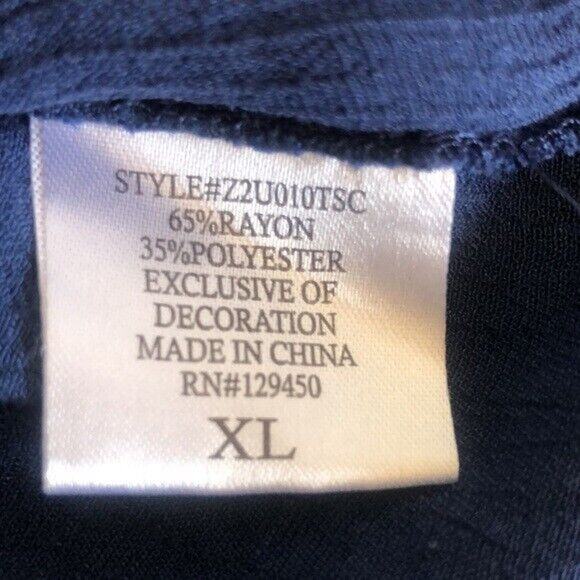 STYLE#Z2U010TSC
65%RAYON
35%POLYESTER
EXCLUSIVE OF
DECORATION
MADE IN CHINA
RN#129450
XL